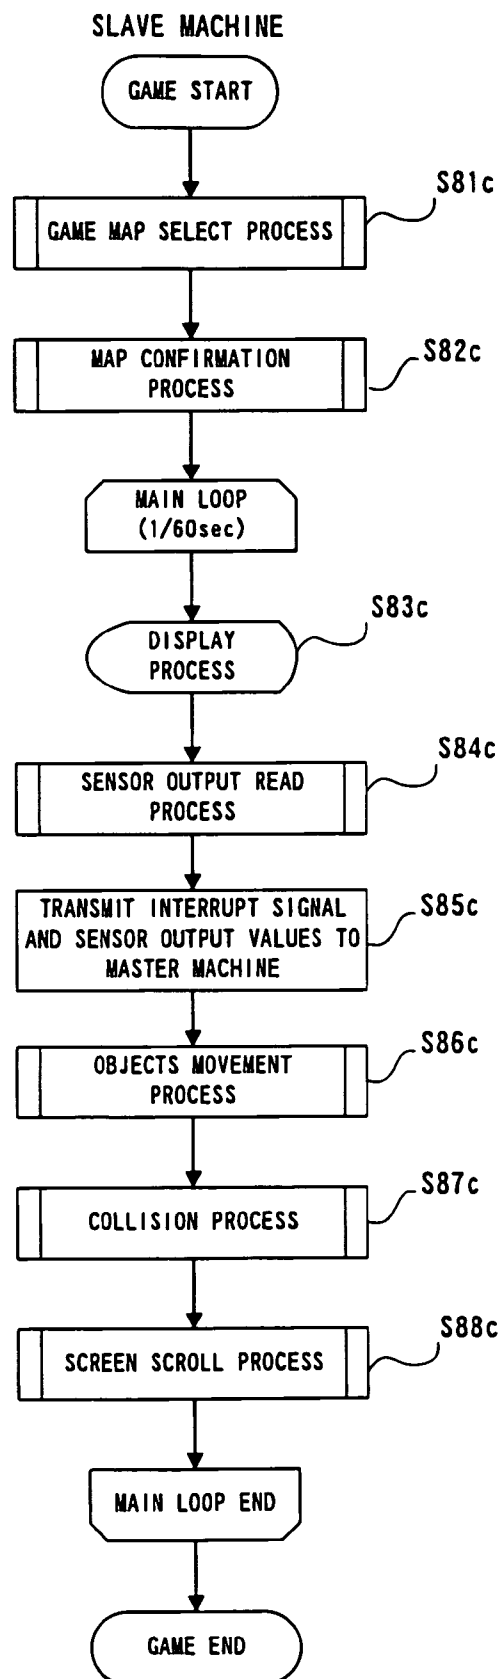 SLAVE MACHINE
GAME START
S81c
GAME MAP SELECT PROCESS
S82c
MAP CONFIRMATION
PROCESS
MAIN LOOP
(1/60sec)
S83c
DISPLAY
PROCESS
S84c
SENSOR OUTPUT READ
PROCESS
S85c
TRANSMIT INTERRUPT SIGNAL
AND SENSOR OUTPUT VALUES TO
MASTER MACHINE
S86c
OBJECTS MOVEMENT
PROCESS
S87c
COLLISION PROCESS
S88c
SCREEN SCROLL PROCESS
MAIN LOOP END
GAME END